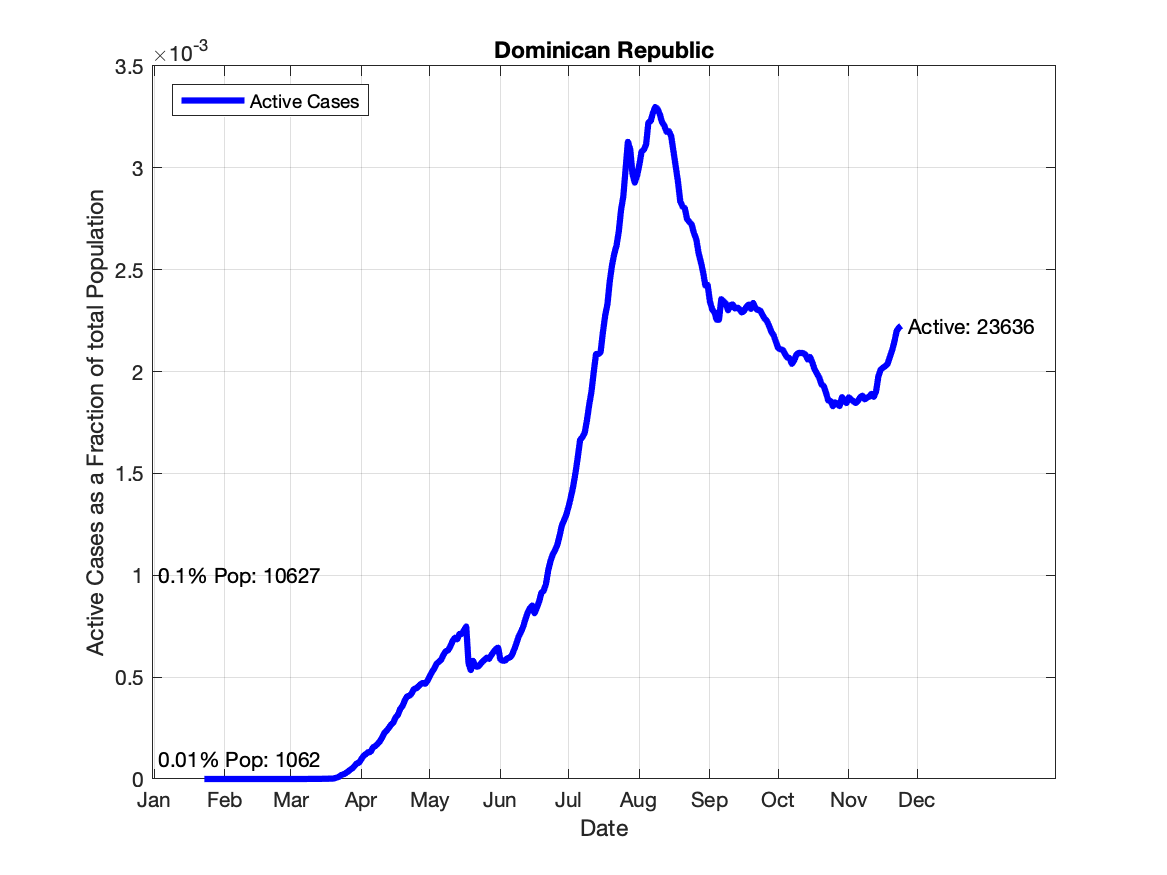 Dominican Republic
×10-3
Active Cases
3.5
3
2.5
2
1.5
1
0.5
0
Active Cases as a Fraction of total Population
Active: 23636
0.1% Pop: 10627
0.01% Pop: 1062
Jan Feb Mar Apr May Jun Jul Aug Sep Oct Nov Dec
Date